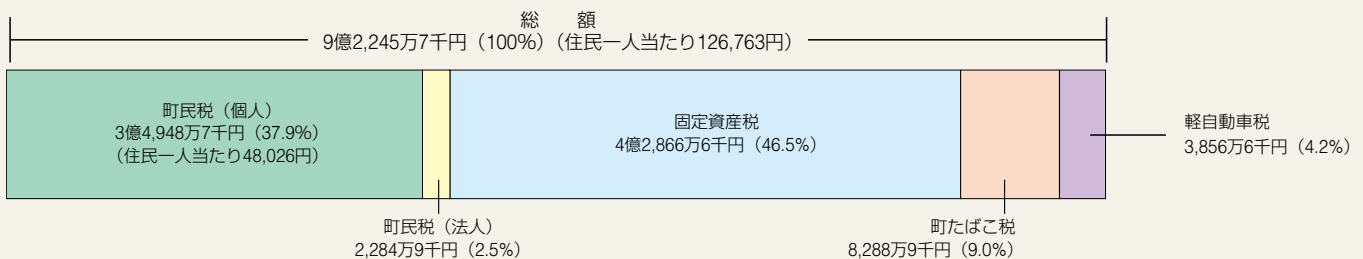 総　額
9億2,245万7千円（100%）（住民一人当たり126,763円）
町民税（個人）
3億4,948万7千円（37.9%）
（住民一人当たり48,026円）
固定資産税
4億2,866万6千円（46.5%）
軽自動車税
3,856万6千円（4.2%）
町民税（法人）
2,284万9千円（2.5%）
町たばこ税
8,288万9千円（9.0%）